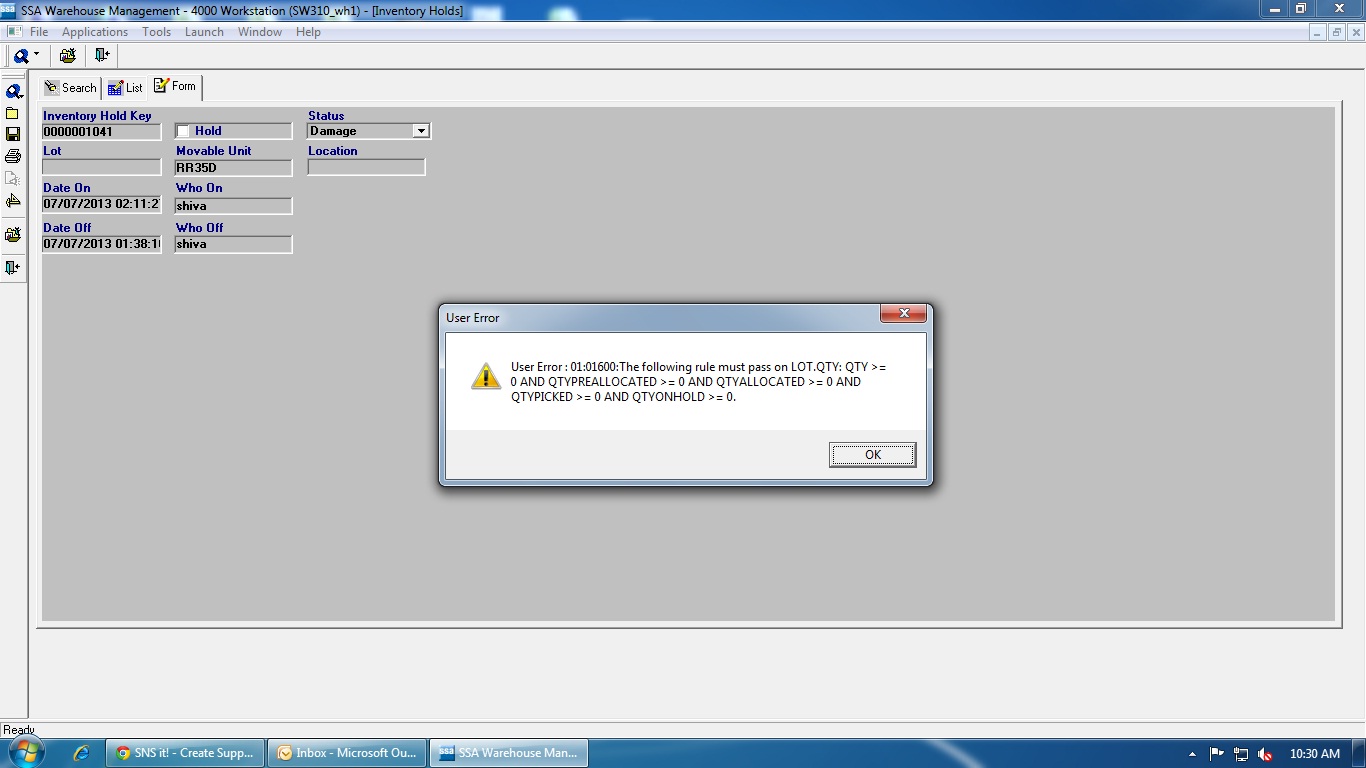 SSA Warehouse Management - 4000 Workstation (SW310_wh1) - [Inventory Holds]
File Applications Tools Launch Window Help
Search List Form
Inventory Hold Key Status
0000001041 Hold Damage
Lot Movable Unit Location
RR35D
Date On Who On
07/07/2013 02:11:2 shiva
Date Off Who Off
07/07/2013 01:38:1 shiva
User Error
User Error : 01:01600:The following rule must pass on LOT.QTY: QTY >=
0 AND QTYPREALLOCATED >= 0 AND QTYALLOCATED >= 0 AND
QTYPICKED >= 0 AND QTYONHOLD >= 0.
OK
Ready
SNS it! - Create Supp... Inbox - Microsoft Ou... ssa SSA Warehouse Man... 10:30 AM